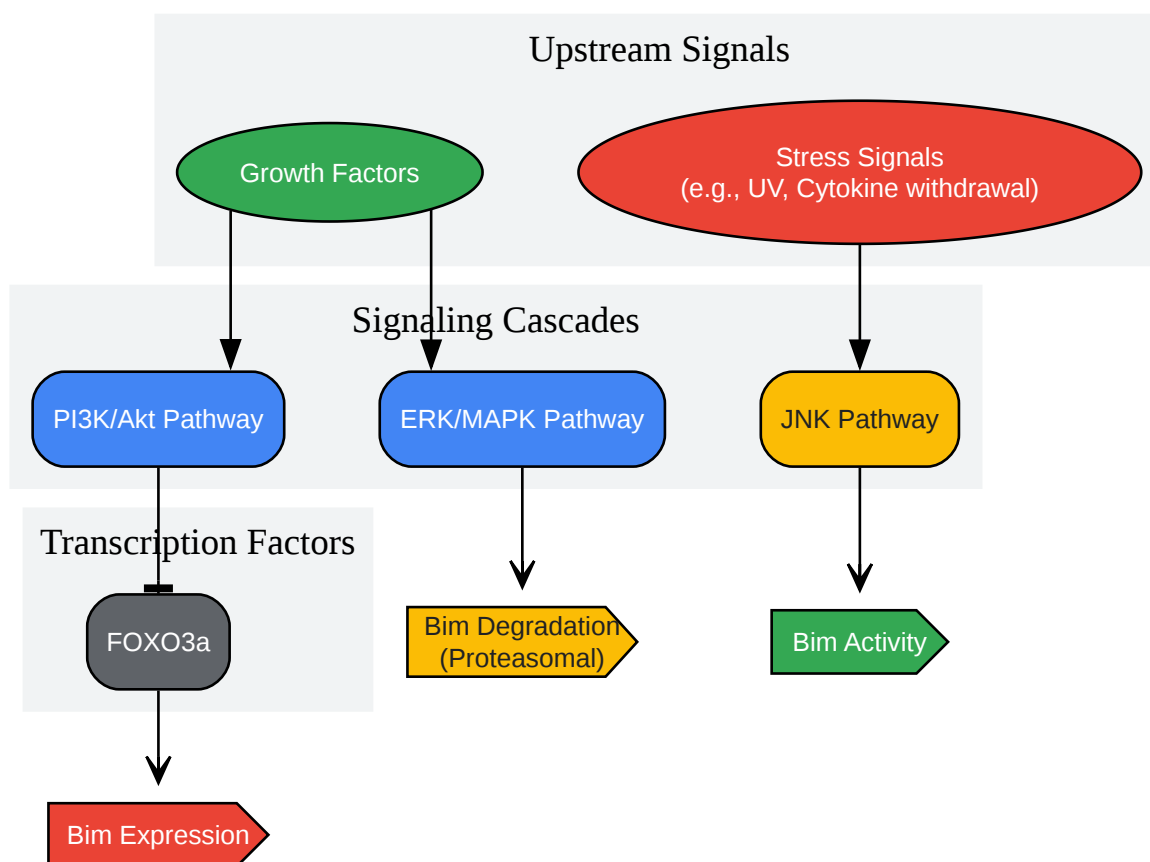 Upstream Signals
Growth Factors
Stress Signals
(e.g., UV, Cytokine withdrawal)
Signaling Cascades
PI3K/Akt Pathway
ERK/MAPK Pathway
JNK Pathway
Transcription Factors
FOXO3a
Bim Degradation
(Proteasomal)
Bim Activity
Bim Expression